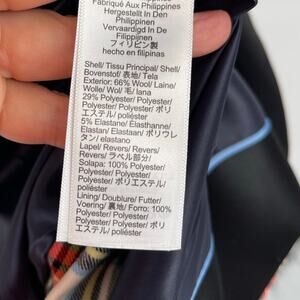 Fabriqué Aux Philippines
Hergestellt In Den
Philippinen
Vervaardigd In De
Filippijnen
フィリピン製
hecho en filipinas
Shell/ Tissu Principal/ Shell/
Bovenstof/ 表地/ Tela
Exterior: 66% Wool/ Laine/
Wolle/ Wol/ 毛/ lana
29% Polyester/ Polyester/
Polyester/ Polyester/ ポリ
エステル/ poliéster
5% Elastane/ Élasthanne/
Elastan/ Elastaan/ ポリウレ
タン/ elastano
Lapel/ Revers/ Revers/
Revers/ ラペル部分/
Solapa: 100% Polyester/
Polyester/ Polyester/
Polyester/ ポリエステル/
poliéster
Lining/ Doublure/ Futter/
Voering/ 裏地/ Forro: 100%
Polyester/ Polyester/
Polyester/ Polyester/ ポリ
エステル/ poliéster